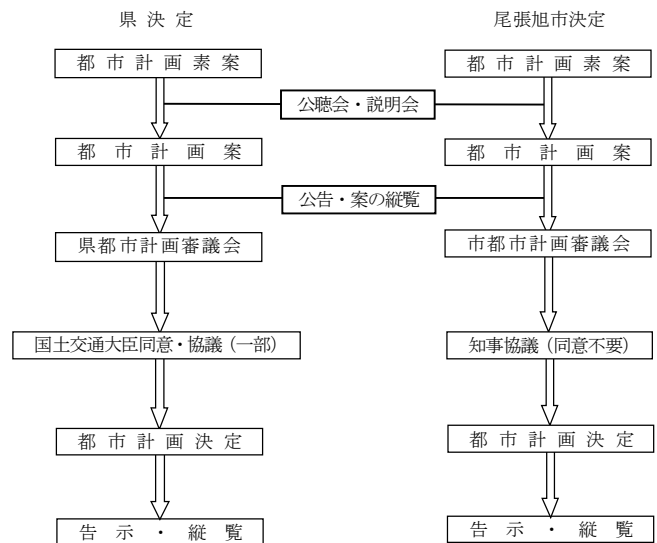 県 決 定
尾張旭市決定
都 市 計 画 素 案
都 市 計 画 素 案
公聴会・説明会
都 市 計 画 案
都 市 計 画 案
公告・案の縦覧
県都市計画審議会
市都市計画審議会
国土交通大臣同意・協議（一部）
知事協議（同意不要）
都 市 計 画 決 定
都 市 計 画 決 定
告 示 ・ 縦 覧
告 示 ・ 縦 覧